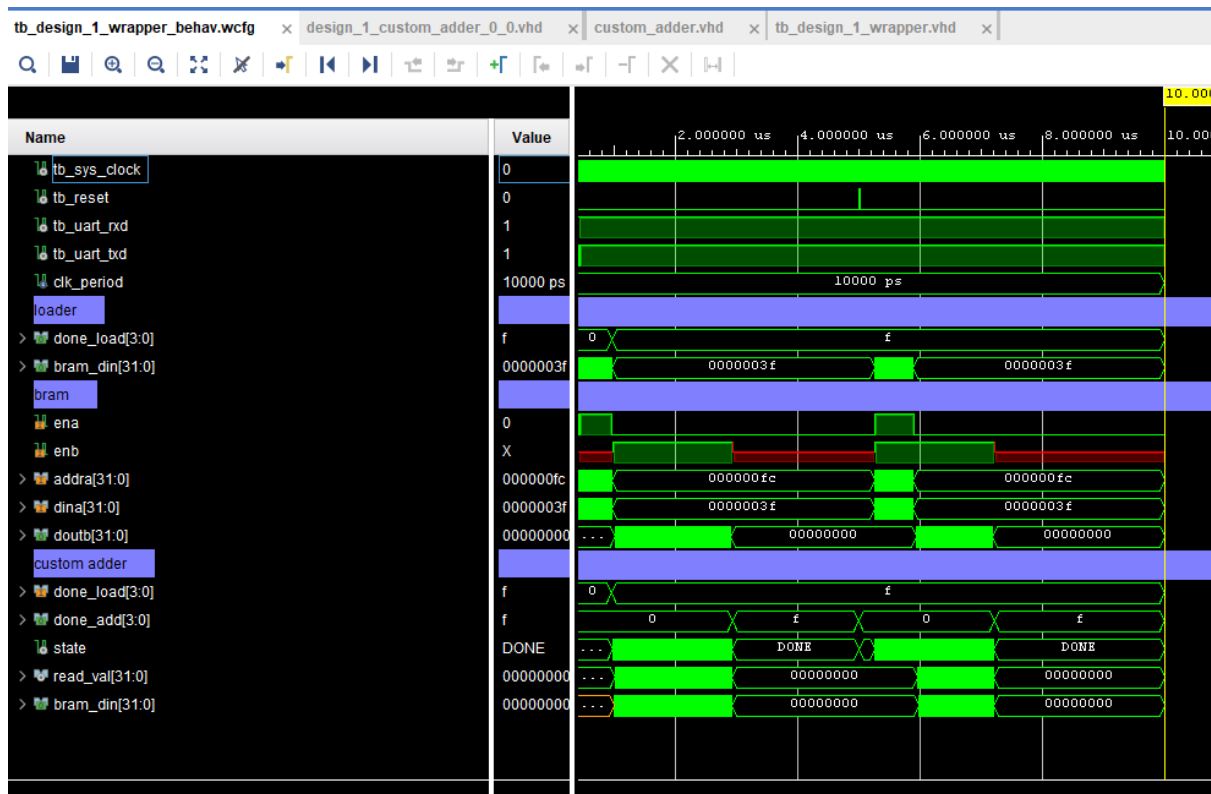 tb_design_1_wrapper_behav.wcfg × design_1_custom_adder_0_0.vhd × custom_adder.vhd × tb_design_1_wrapper.vhd ×
10.000
Name Value 2.000000 us 4.000000 us 6.000000 us 8.000000 us 10.00
tb_sys_clock 0
tb_reset 0
tb_uart_rxd 1
tb_uart_txd 1
clk_period 10000 ps 10000 ps
loader
done_load[3:0] f 0 f
bram_din[31:0] 0000003f 0000003f 0000003f
bram
ena 0
enb X
addra[31:0] 000000fc 000000fc 000000fc
dina[31:0] 0000003f 0000003f 0000003f
doutb[31:0] 00000000 ... 00000000 00000000
custom adder
done_load[3:0] f 0 f
done_add[3:0] f 0 f 0 f
state DONE ... DONE DONE
read_val[31:0] 00000000 ... 00000000 00000000
bram_din[31:0] 00000000 ... 00000000 00000000